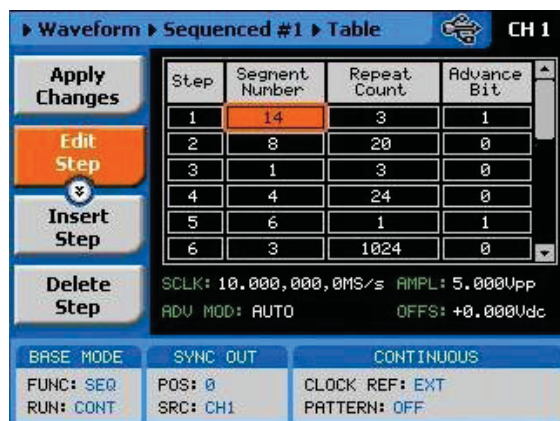 Waveform Sequenced #1 Table CH 1
Apply Changes
Edit Step
Insert Step
Delete Step
Step Segment Number Repeat Count Advance Bit
1 14 3 1
2 8 20 0
3 1 3 0
4 4 24 0
5 6 1 1
6 3 1024 0
SCLK: 10.000,000,0MS/s AMPL: 5.000Vpp
ADV MOD: AUTO OFFS: +0.000Vdc
BASE MODE SYNC OUT CONTINUOUS
FUNC: SEQ POS: 0 CLOCK REF: EXT
RUN: CONT SRC: CH1 PATTERN: OFF